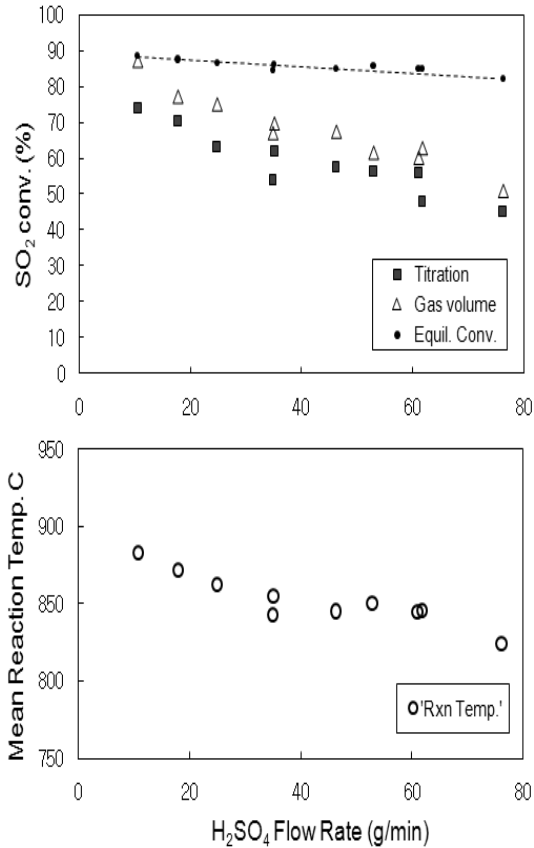 100
90
80
70
60
50
40
30
20
10
0
SO₂ conv. (%)
Titration
Gas volume
Equil. Conv.
0 20 40 60 80
950
900
850
800
750
Mean Reaction Temp. C
'Rxn Temp.'
0 20 40 60 80
H₂SO₄ Flow Rate (g/min)